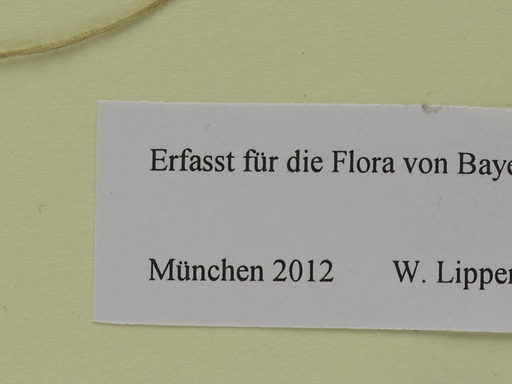 Erfasst für die Flora von Baye
München 2012 W. Lipper